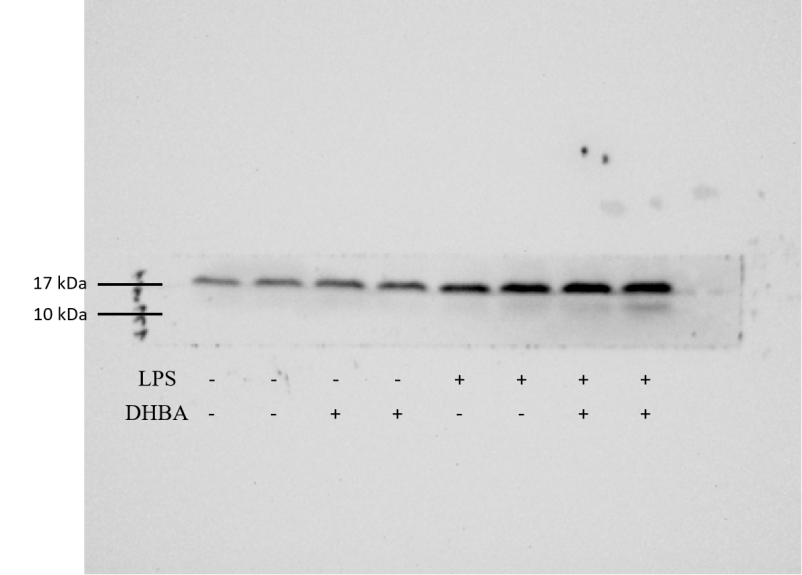 17 kDa
10 kDa
LPS - - - - + + + +
DHBA - - + + - - + +